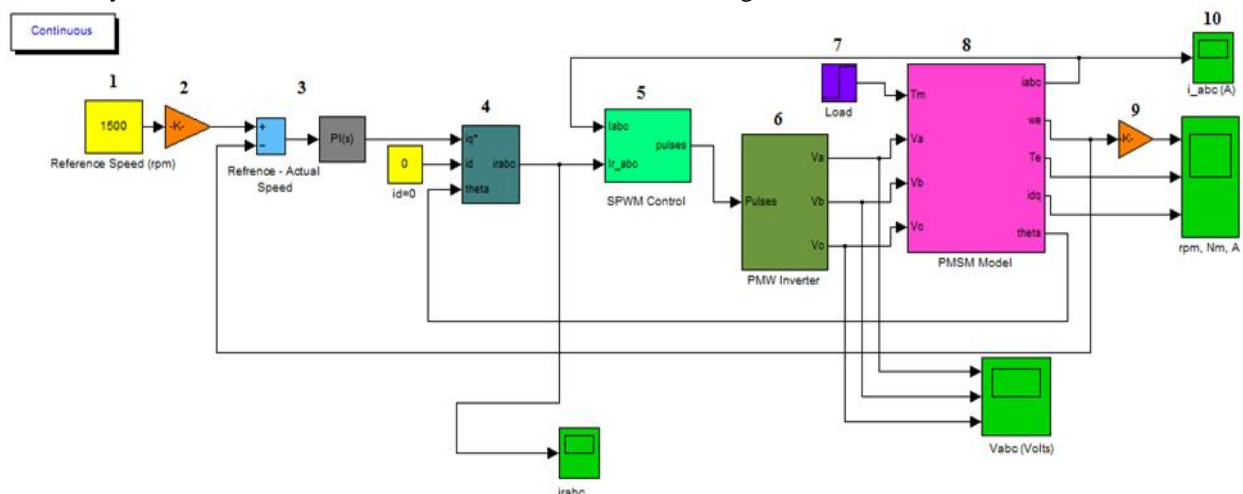 Continuous
1
1500
Reference Speed (rpm)
2
-K-
3
+
−
Refrence - Actual
Speed
PI(s)
0
id=0
4
iq*
id
theta
irabc
5
Iabc
Ir_abc
pulses
SPWM Control
6
Pulses
Va
Vb
Vc
PMW Inverter
7
Load
8
Tm
Va
Vb
Vc
iabc
we
Te
idq
theta
PMSM Model
9
-K-
10
i_abc (A)
rpm, Nm, A
Vabc (Volts)
irabc